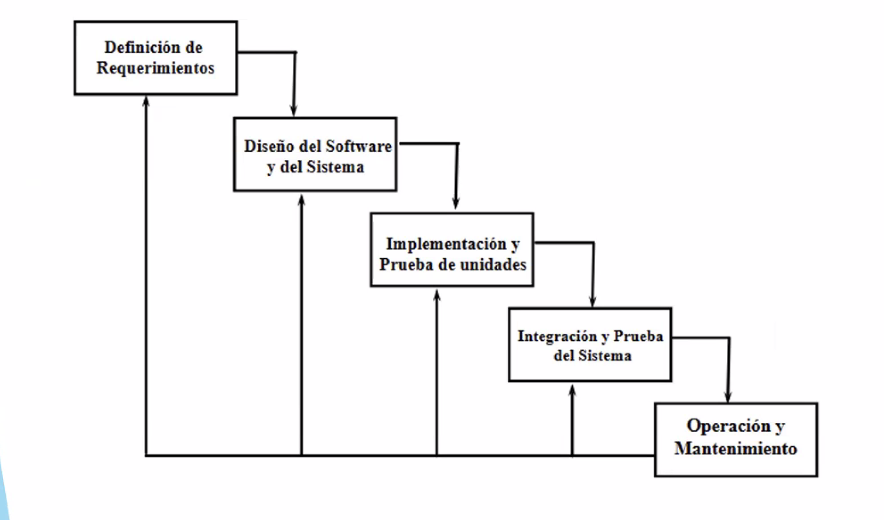 Definición de
Requerimientos
Diseño del Software
y del Sistema
Implementación y
Prueba de unidades
Integración y Prueba
del Sistema
Operación y
Mantenimiento